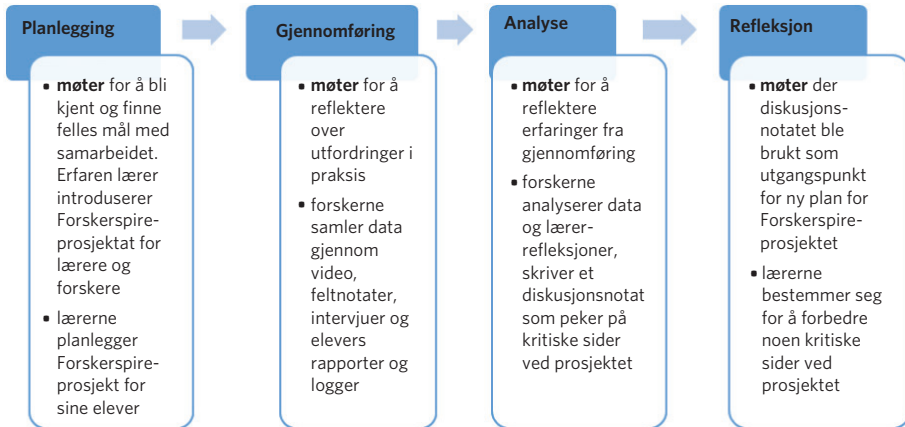 Planlegging
• møter for å bli
kjent og finne
felles mål med
samarbeidet.
Erfaren lærer
introduserer
Forskerspire-
prosjektat for
lærere og
forskere
• lærerne
planlegger
Forskerspire-
prosjekt for
sine elever
Gjennomføring
• møter for å
reflektere
over
utfordringer i
praksis
• forskerne
samler data
gjennom
video,
feltnotater,
intervjuer og
elevers
rapporter og
logger
Analyse
• møter for å
reflektere
erfaringer fra
gjennomføring
• forskerne
analyserer data
og lærer-
refleksjoner,
skriver et
diskusjonsnotat
som peker på
kritiske sider
ved prosjektet
Refleksjon
• møter der
diskusjons-
notatet ble
brukt som
utgangspunkt
for ny plan for
Forskerspire-
prosjektet
• lærerne
bestemmer seg
for å forbedre
noen kritiske
sider ved
prosjektet